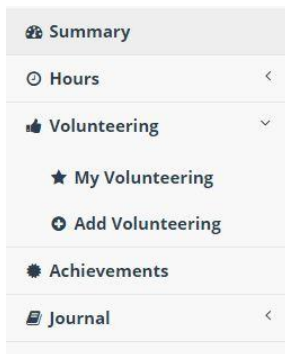 Summary
Hours
Volunteering
My Volunteering
Add Volunteering
Achievements
Journal